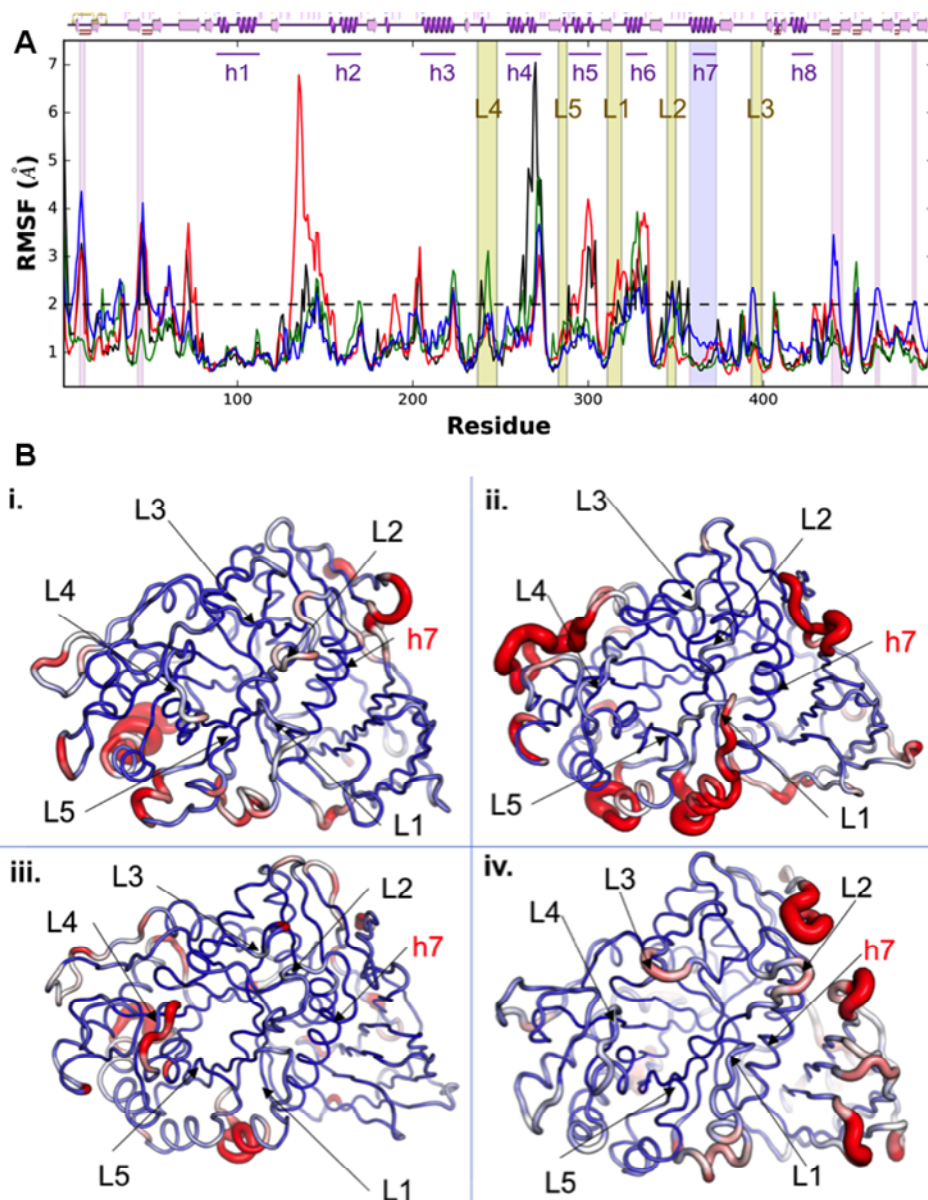 A
h1 h2 h3 h4 h5 h6 h7 h8
L4 L5 L1 L2 L3
RMSF (Å)
7
6
5
4
3
2
1
100 200 300 400
Residue
B
i.
L3
L2
L4
h7
L5
L1
ii.
L3
L2
L4
h7
L5
L1
iii.
L3
L2
L4
h7
L5
L1
iv.
L3
L2
L4
h7
L5
L1